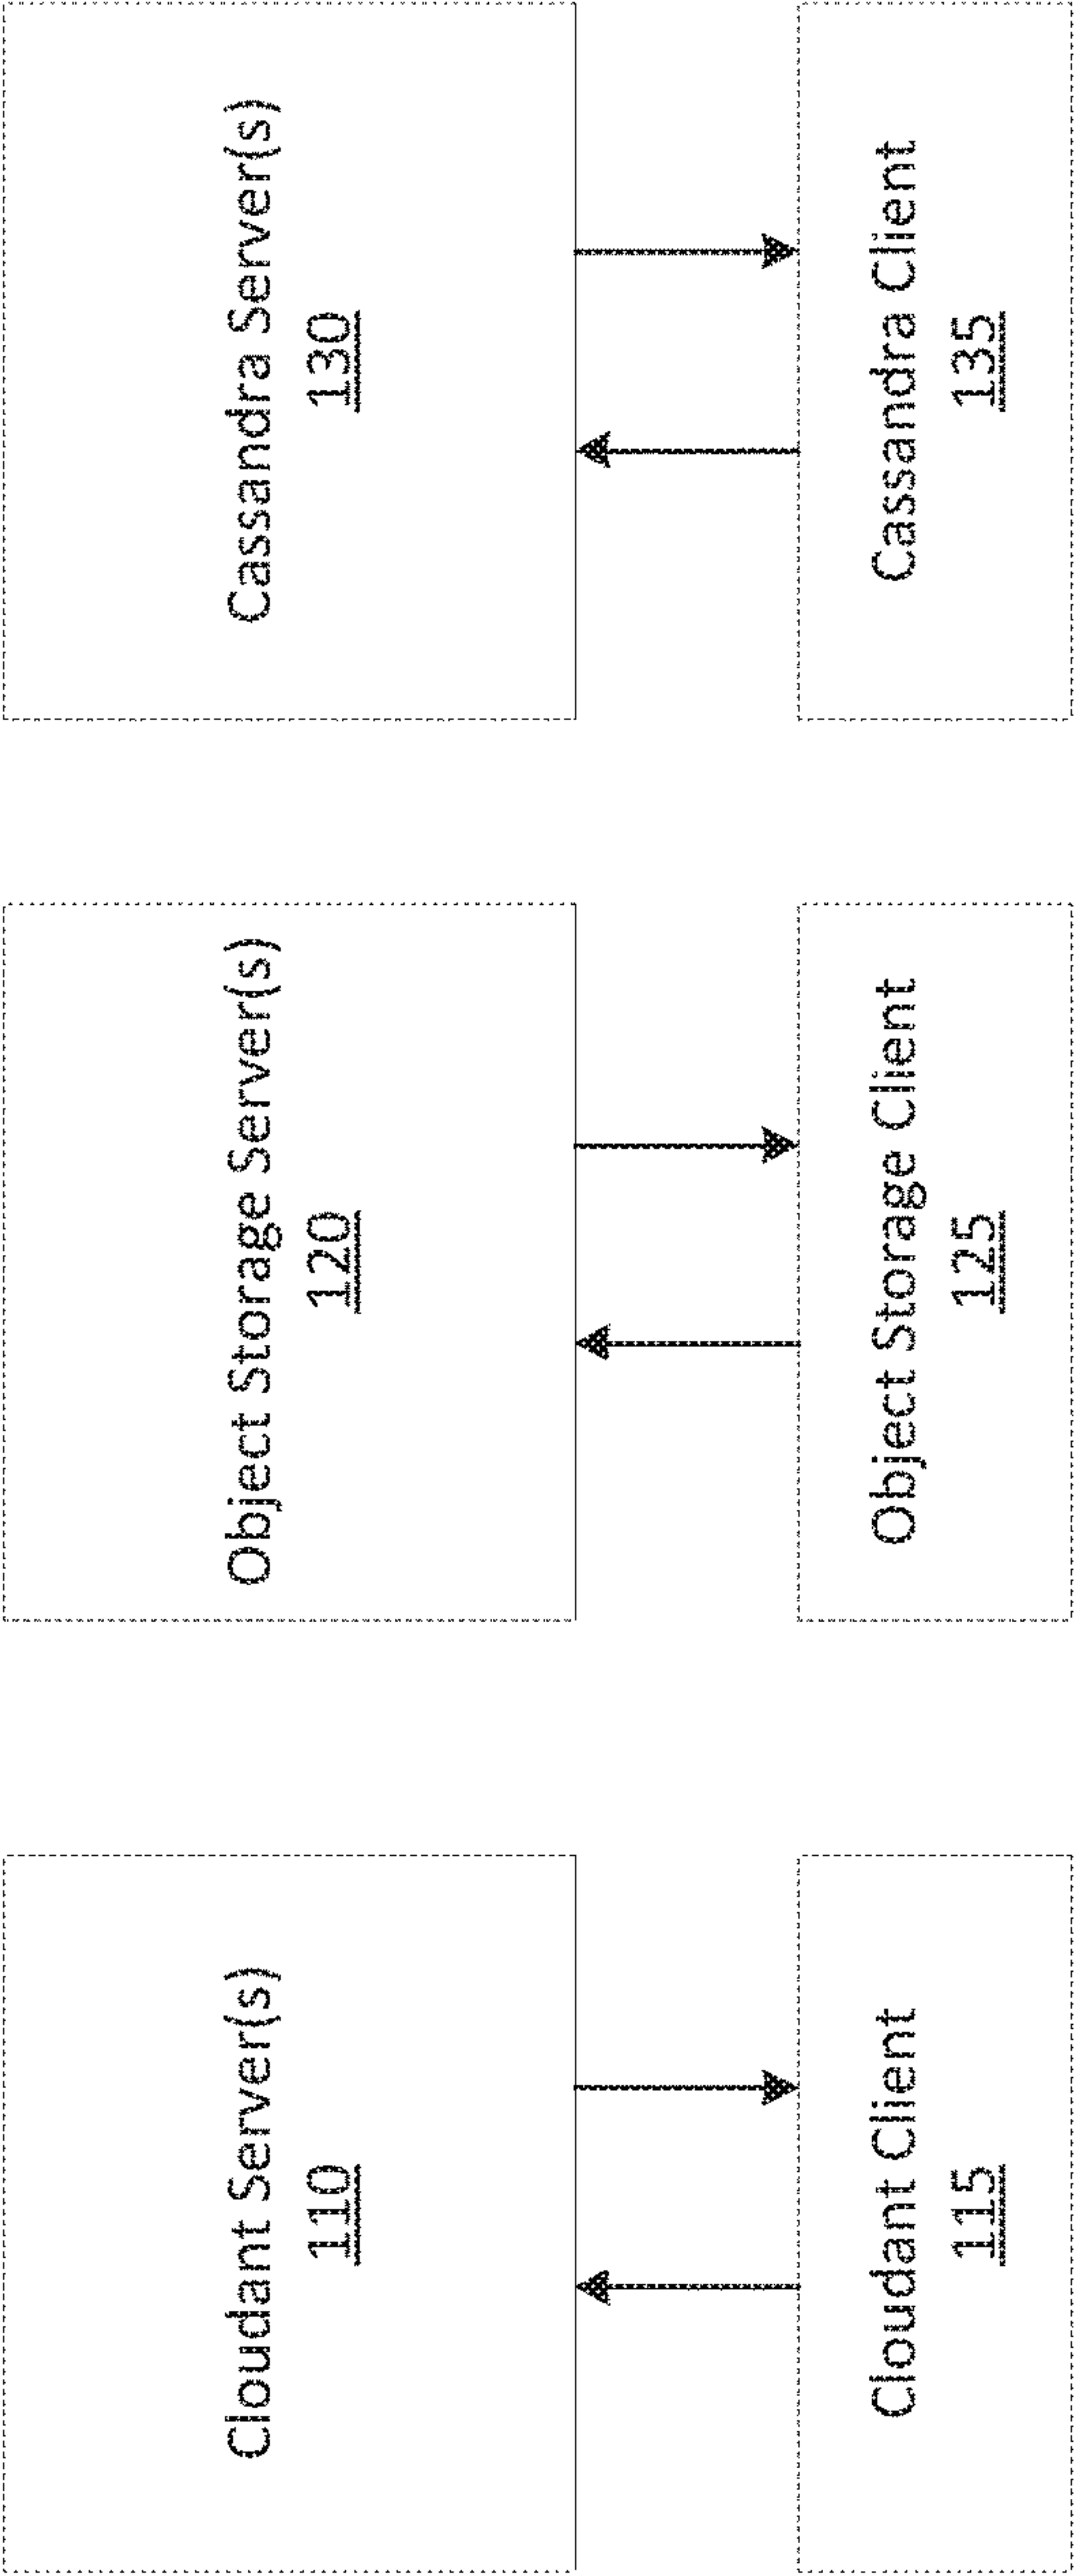 Cloudant Server(s)
110
Object Storage Server(s)
120
Cassandra Server(s)
130
Cloudant Client
115
Object Storage Client
125
Cassandra Client
135